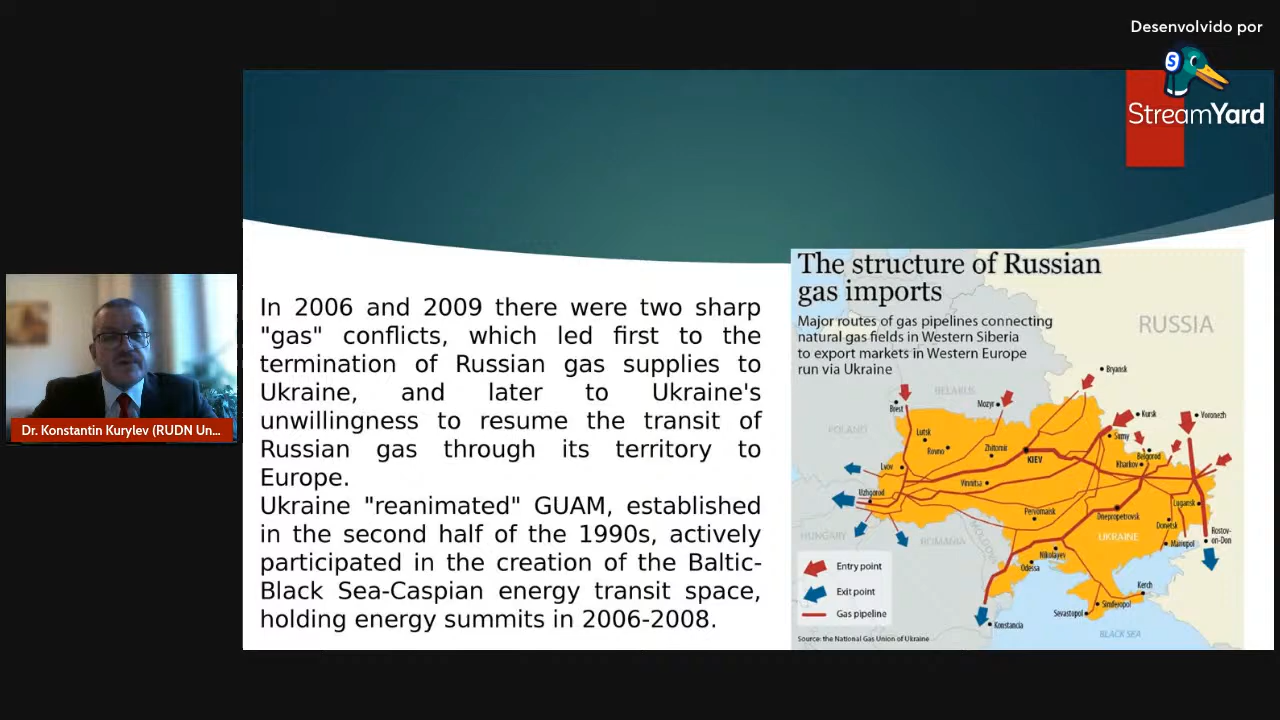 Desenvolvido por
S
StreamYard
In 2006 and 2009 there were two sharp
"gas" conflicts, which led first to the
termination of Russian gas supplies to
Ukraine, and later to Ukraine's
unwillingness to resume the transit of
Russian gas through its territory to
Europe.
Ukraine "reanimated" GUAM, established
in the second half of the 1990s, actively
participated in the creation of the Baltic-
Black Sea-Caspian energy transit space,
holding energy summits in 2006-2008.
The structure of Russian
gas imports
Major routes of gas pipelines connecting
natural gas fields in Western Siberia
to export markets in Western Europe
run via Ukraine
RUSSIA
Bryansk
BELARUS
Brest
Mozyr
Kursk
Voronezh
POLAND
Lutsk
Rovno
Zhitomir
KIEV
Sumy
Belgorod
Kharkov
Lvov
Vinnitsa
Uzhgorod
Pervomansk
Dnepropetrovsk
Lugansk
Donetsk
Rostov-
on-Don
HUNGARY
ROMANIA
MOLDOVA
UKRAINE
Mariupol
Nikolayev
Odessa
Kerch
Simferopol
Sevastopol
Konstancia
BLACK SEA
Entry point
Exit point
Gas pipeline
Source: the National Gas Union of Ukraine
Dr. Konstantin Kurylev (RUDN Un...